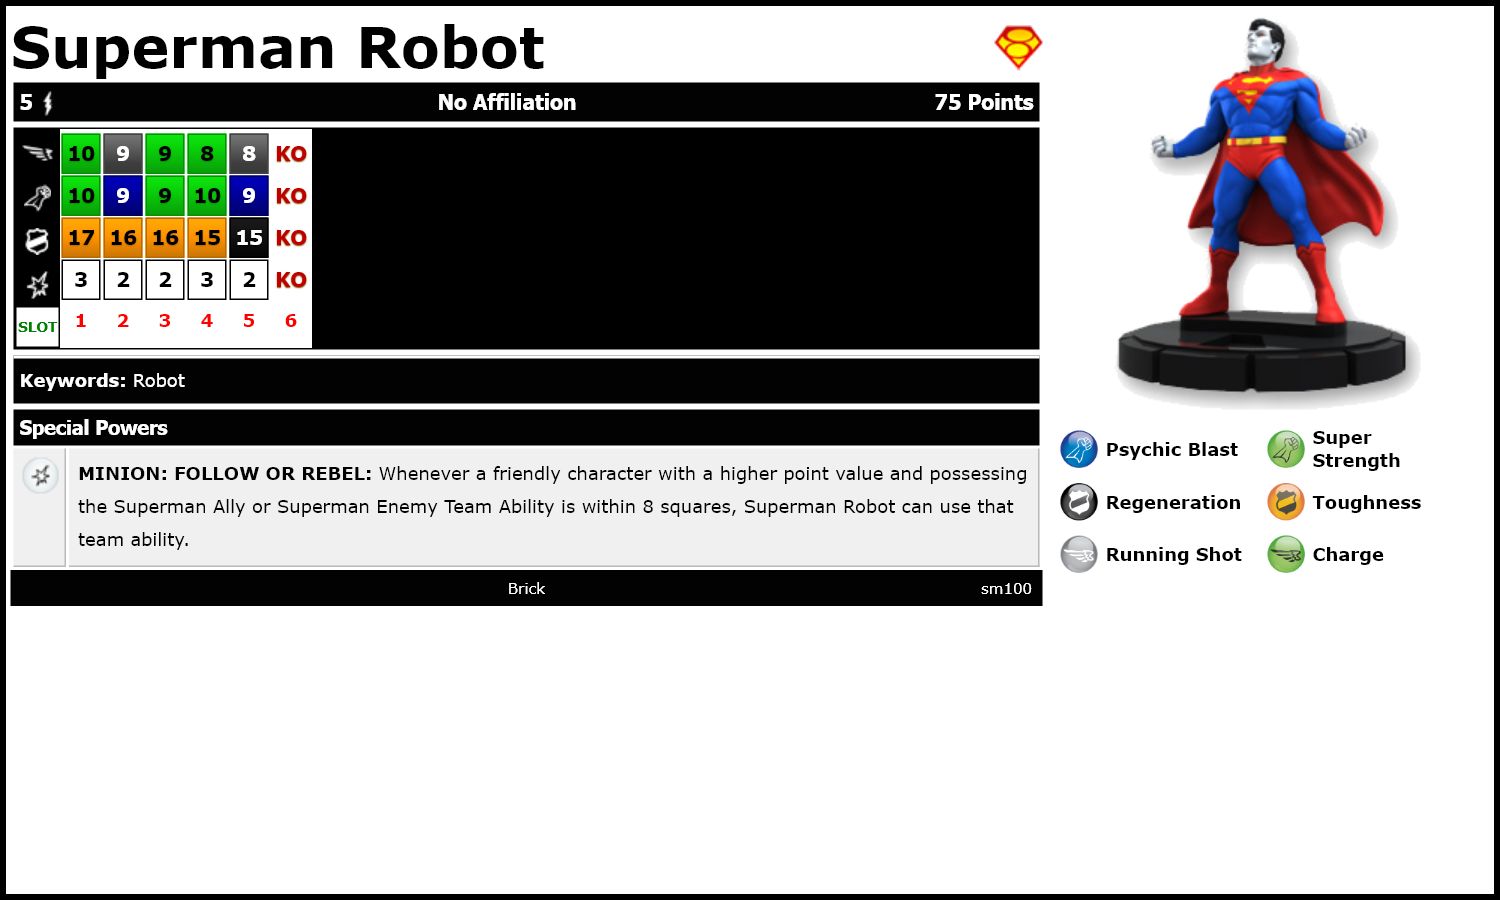 Superman Robot
5 No Affiliation 75 Points
10 9 9 8 8 KO
10 9 9 10 9 KO
17 16 16 15 15 KO
3 2 2 3 2 KO
SLOT 1 2 3 4 5 6
Keywords: Robot
Special Powers
MINION: FOLLOW OR REBEL: Whenever a friendly character with a higher point value and possessing
the Superman Ally or Superman Enemy Team Ability is within 8 squares, Superman Robot can use that
team ability.
Brick sm100
Psychic Blast
Super
Strength
Regeneration
Toughness
Running Shot
Charge